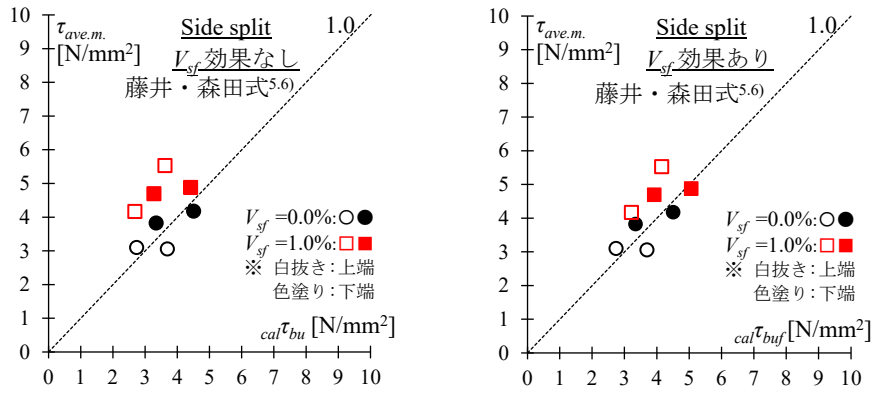 10
9
8
7
6
5
4
3
2
1
0
τave.m.
[N/mm²]
Side split
1.0
Vsf 効果なし
藤井・森田式5.6)
Vsf =0.0%:○●
Vsf =1.0%:□■
※ 白抜き:上端
色塗り:下端
calτbu [N/mm²]
0 1 2 3 4 5 6 7 8 9 10
10
9
8
7
6
5
4
3
2
1
0
τave.m.
[N/mm²]
Side split
1.0
Vsf 効果あり
藤井・森田式5.6)
Vsf =0.0%:○●
Vsf =1.0%:□■
※ 白抜き:上端
色塗り:下端
calτbuf [N/mm²]
0 1 2 3 4 5 6 7 8 9 10